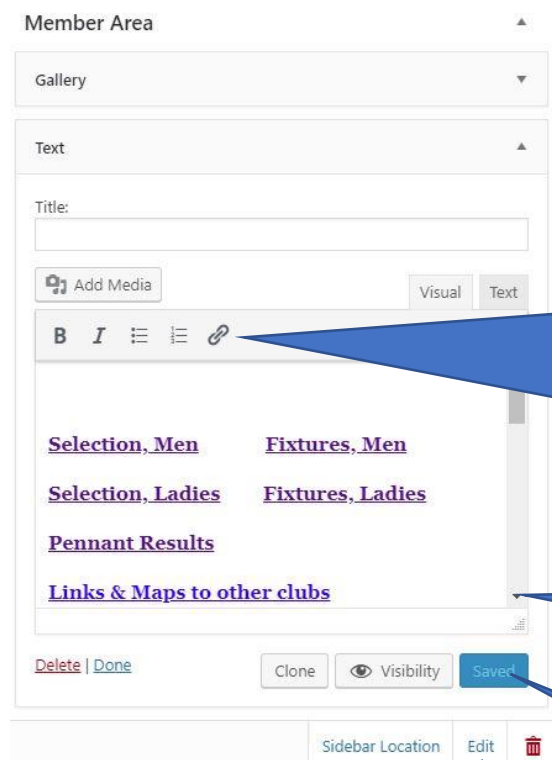 Member Area
Gallery
Text
Title:
Add Media
Visual Text
B I
Selection, Men Fixtures, Men
Selection, Ladies Fixtures, Ladies
Pennant Results
Links & Maps to other clubs
Delete | Done Clone Visibility Saved
Sidebar Location Edit